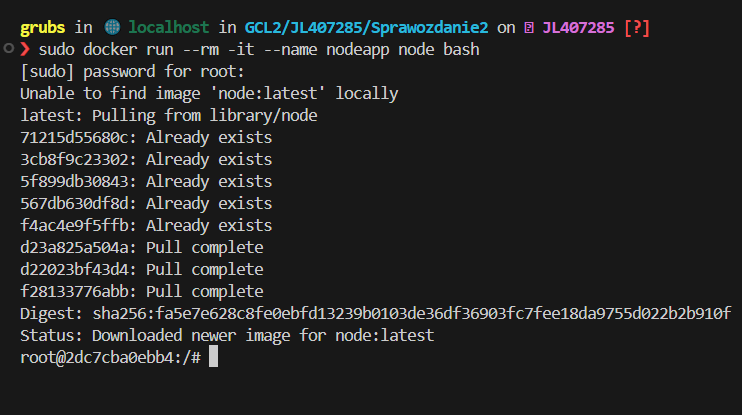 grubs in 🌐 localhost in GCL2/JL407285/Sprawozdanie2 on JL407285 [?]
❯ sudo docker run --rm -it --name nodeapp node bash
[sudo] password for root:
Unable to find image 'node:latest' locally
latest: Pulling from library/node
71215d55680c: Already exists
3cb8f9c23302: Already exists
5f899db30843: Already exists
567db630df8d: Already exists
f4ac4e9f5ffb: Already exists
d23a825a504a: Pull complete
d22023bf43d4: Pull complete
f28133776abb: Pull complete
Digest: sha256:fa5e7e628c8fe0ebfd13239b0103de36df36903fc7fee18da9755d022b2b910f
Status: Downloaded newer image for node:latest
root@2dc7cba0ebb4:/#